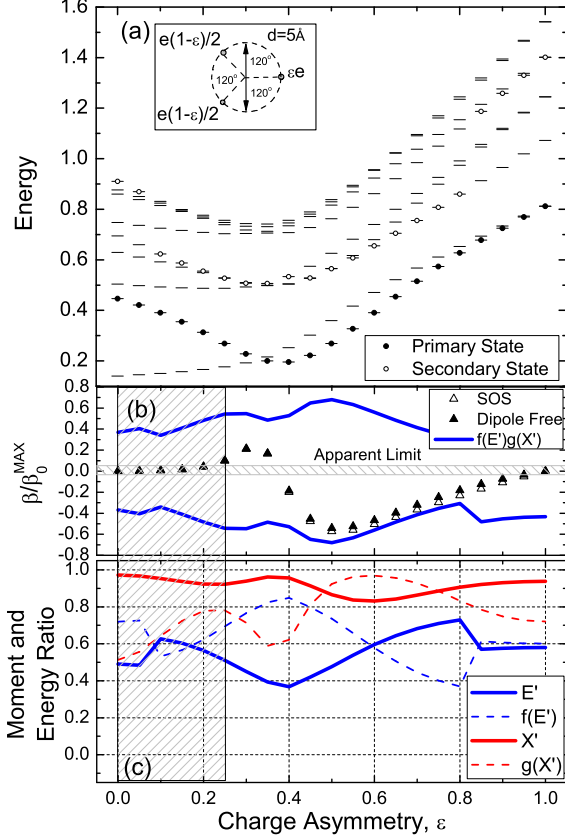 (a)
d=5Å
e(1-ε)/2
120°
εe
120°
120°
e(1-ε)/2
Energy
1.6
1.4
1.2
1.0
0.8
0.6
0.4
0.2
Primary State
Secondary State
(b)
β/β₀ᴹᴬˣ
0.8
0.6
0.4
0.2
0.0
-0.2
-0.4
-0.6
-0.8
SOS
Dipole Free
f(E')g(X')
Apparent Limit
Moment and
Energy Ratio
1.0
0.8
0.6
0.4
0.2
0.0
E'
f(E')
X'
g(X')
(c)
0.0 0.2 0.4 0.6 0.8 1.0
Charge Asymmetry, ε